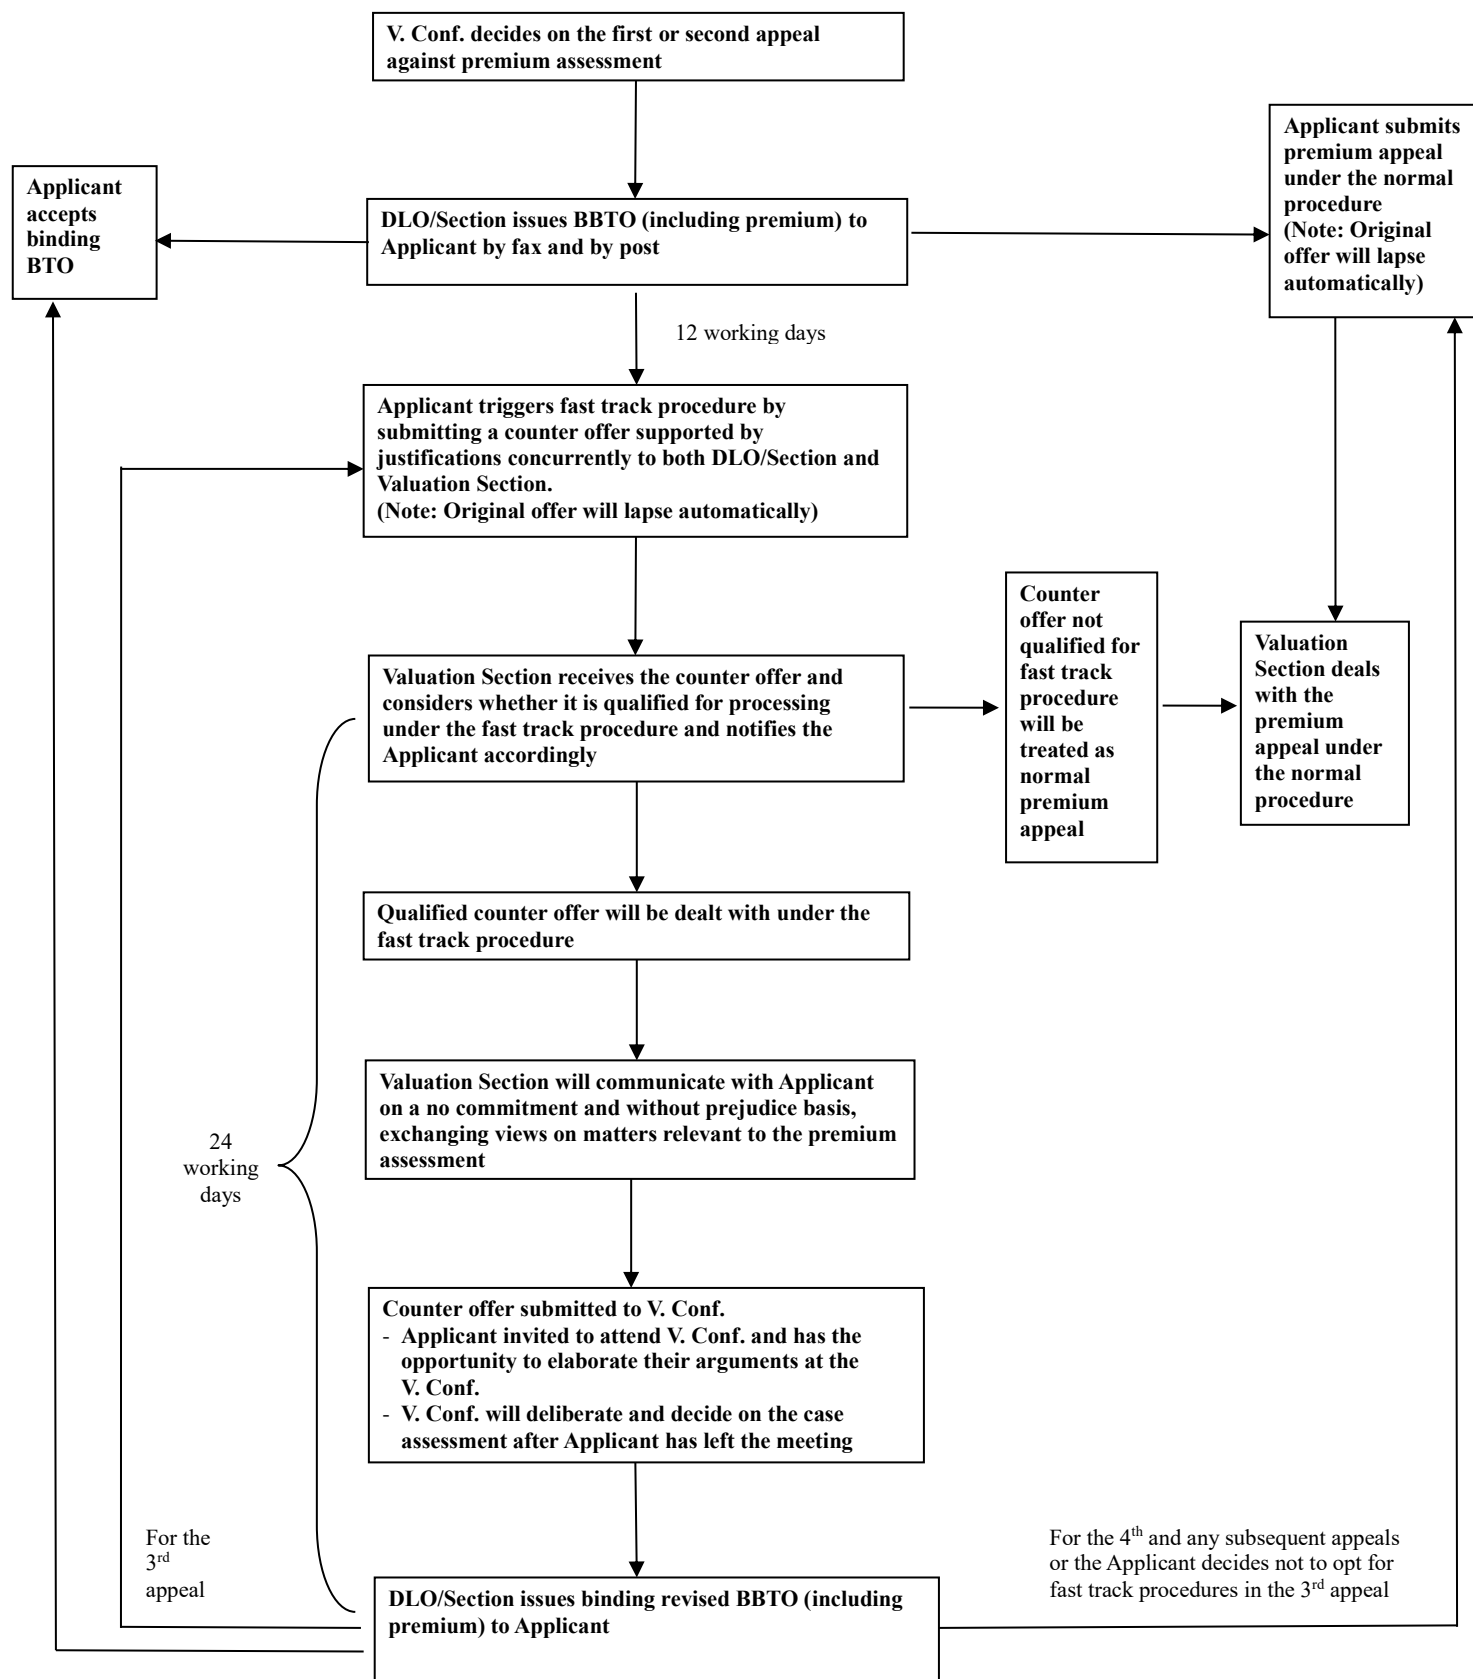 V. Conf. decides on the first or second appeal
against premium assessment
Applicant submits
premium appeal
under the normal
procedure
(Note: Original
offer will lapse
automatically)
Applicant
accepts
binding
BTO
DLO/Section issues BBTO (including premium) to
Applicant by fax and by post
12 working days
Applicant triggers fast track procedure by
submitting a counter offer supported by
justifications concurrently to both DLO/Section and
Valuation Section.
(Note: Original offer will lapse automatically)
Counter
offer not
qualified for
fast track
procedure
will be
treated as
normal
premium
appeal
Valuation
Section deals
with the
premium
appeal under
the normal
procedure
Valuation Section receives the counter offer and
considers whether it is qualified for processing
under the fast track procedure and notifies the
Applicant accordingly
Qualified counter offer will be dealt with under the
fast track procedure
Valuation Section will communicate with Applicant
on a no commitment and without prejudice basis,
exchanging views on matters relevant to the premium
assessment
24
working
days
Counter offer submitted to V. Conf.
- Applicant invited to attend V. Conf. and has the
opportunity to elaborate their arguments at the
V. Conf.
- V. Conf. will deliberate and decide on the case
assessment after Applicant has left the meeting
For the
3rd
appeal
For the 4th and any subsequent appeals
or the Applicant decides not to opt for
fast track procedures in the 3rd appeal
DLO/Section issues binding revised BBTO (including
premium) to Applicant